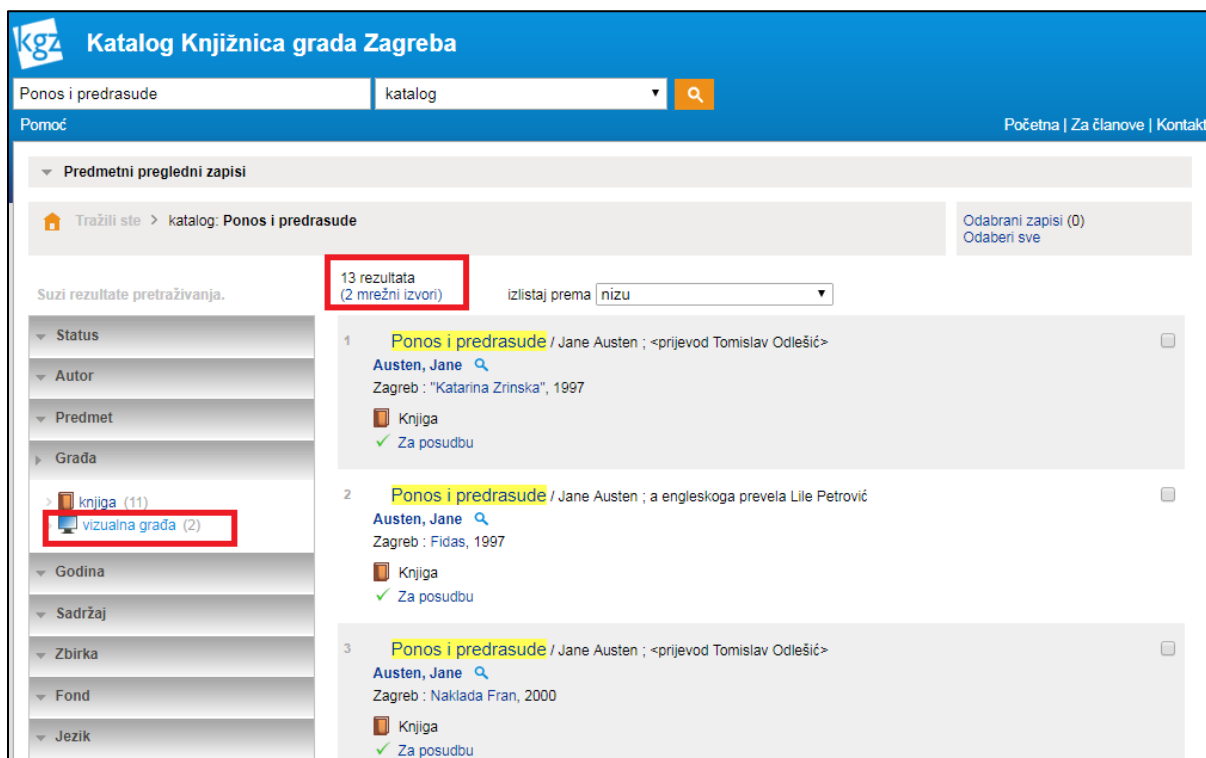 kgz Katalog Knjižnica grada Zagreba
Ponos i predrasude katalog
Pomoć Početna | Za članove | Kontakt
Predmetni pregledni zapisi
Tražili ste > katalog: Ponos i predrasude
Odabrani zapisi (0)
Odaberi sve
Suzi rezultate pretraživanja.
13 rezultata
(2 mrežni izvori) izlistaj prema nizu
Status
Autor
Predmet
Građa
knjiga (11)
vizualna građa (2)
Godina
Sadržaj
Zbirka
Fond
Jezik
1 Ponos i predrasude / Jane Austen ; <prijevod Tomislav Odlešić>
Austen, Jane
Zagreb : "Katarina Zrinska", 1997
Knjiga
Za posudbu
2 Ponos i predrasude / Jane Austen ; a engleskoga prevela Lile Petrović
Austen, Jane
Zagreb : Fidas, 1997
Knjiga
Za posudbu
3 Ponos i predrasude / Jane Austen ; <prijevod Tomislav Odlešić>
Austen, Jane
Zagreb : Naklada Fran, 2000
Knjiga
Za posudbu